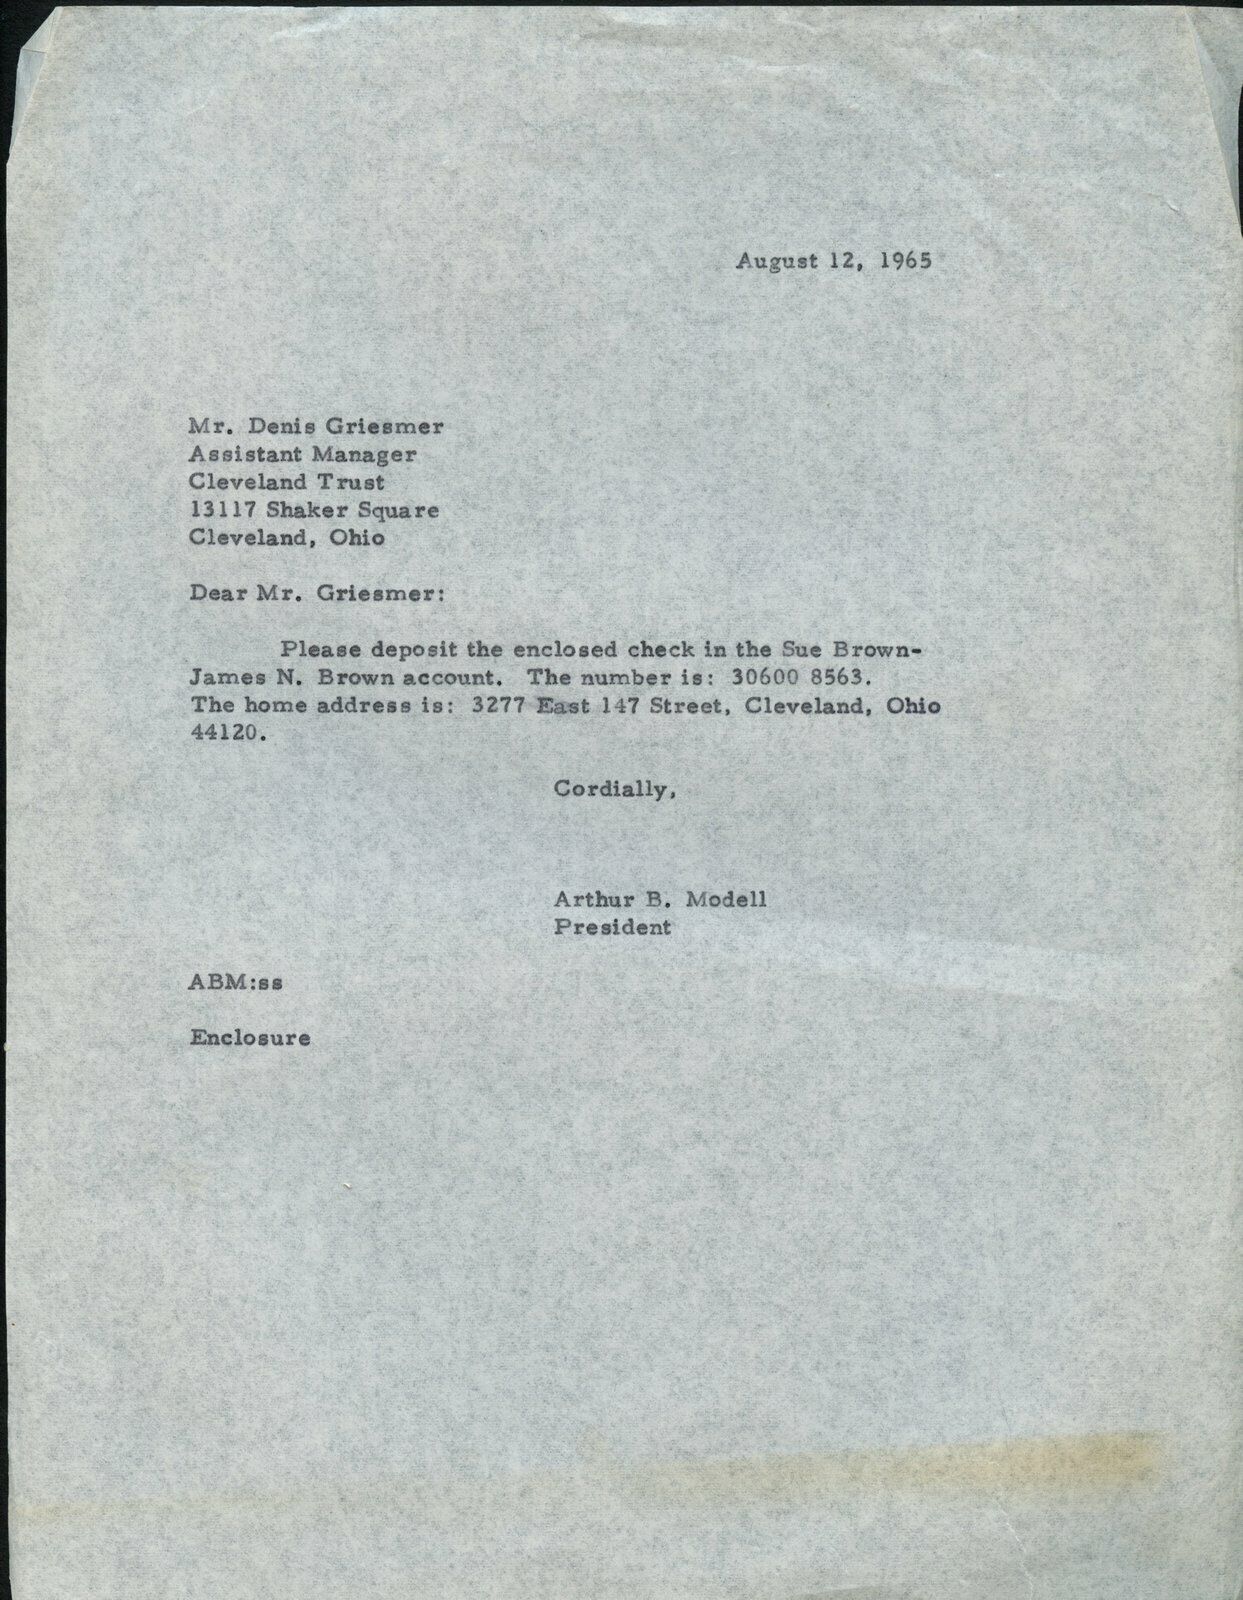 August 12, 1965
Mr. Denis Griesmer
Assistant Manager
Cleveland Trust
13117 Shaker Square
Cleveland, Ohio
Dear Mr. Griesmer:
Please deposit the enclosed check in the Sue Brown-
James N. Brown account. The number is: 30600 8563.
The home address is: 3277 East 147 Street, Cleveland, Ohio
44120.
Cordially,
Arthur B. Modell
President
ABM:ss
Enclosure